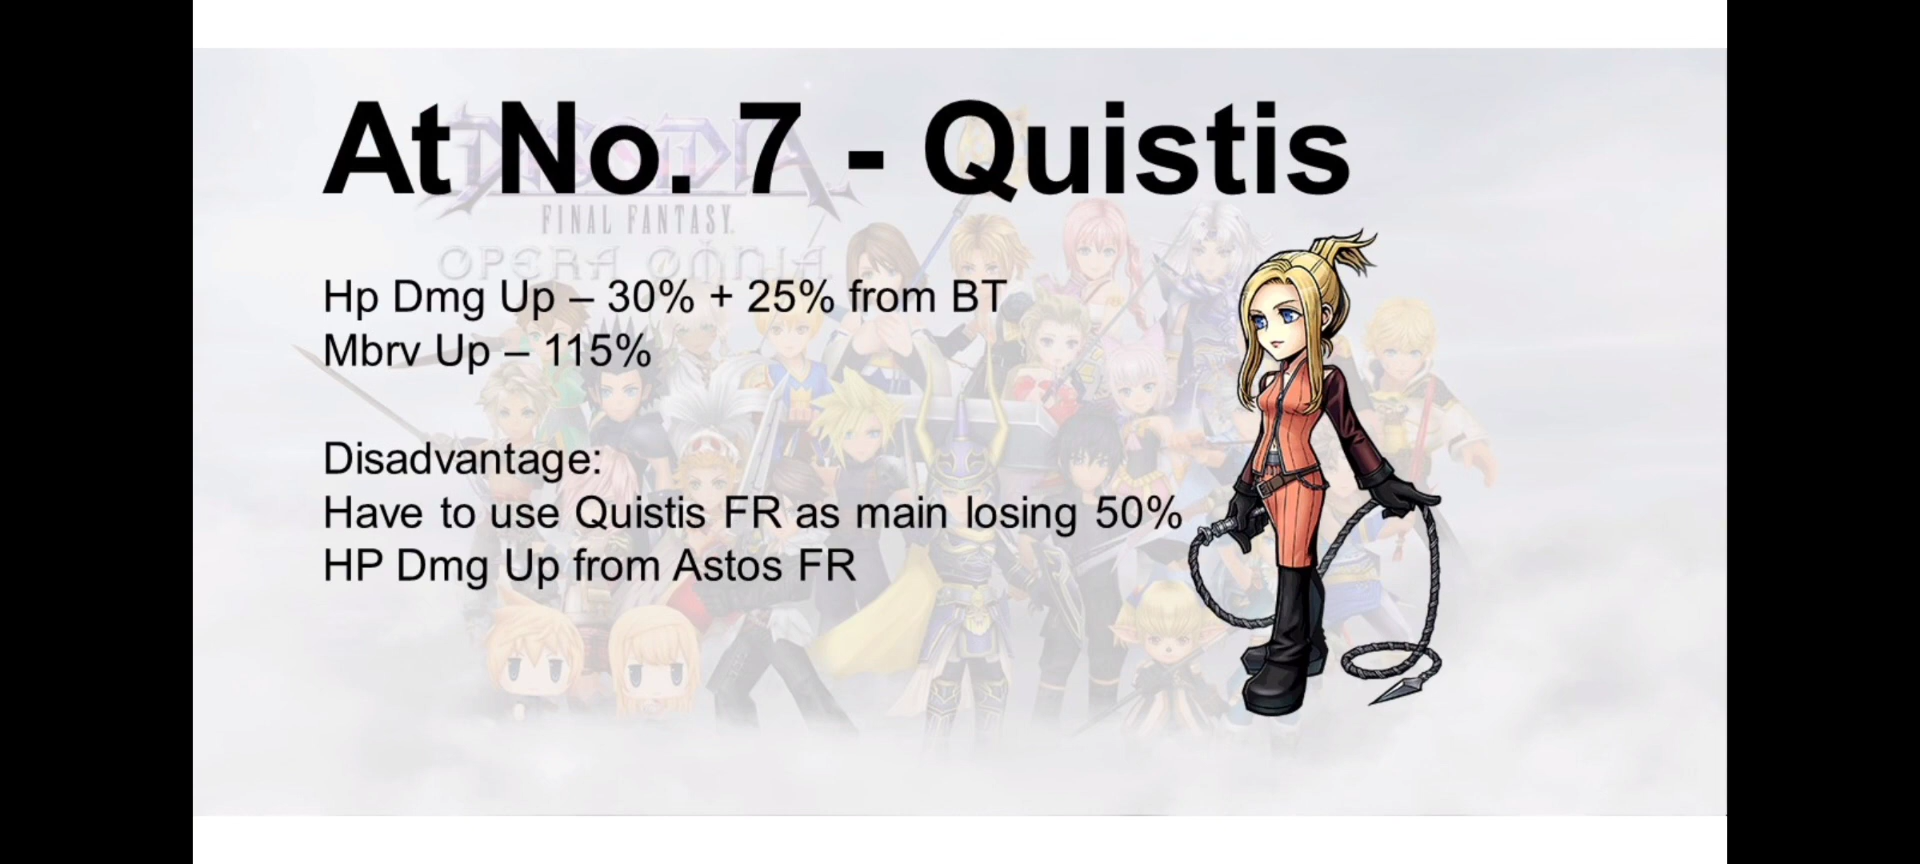 At No. 7 - Quistis
DISSIDIA
FINAL FANTASY.
OPERA OMNIA
Hp Dmg Up – 30% + 25% from BT
Mbrv Up – 115%
Disadvantage:
Have to use Quistis FR as main losing 50%
HP Dmg Up from Astos FR